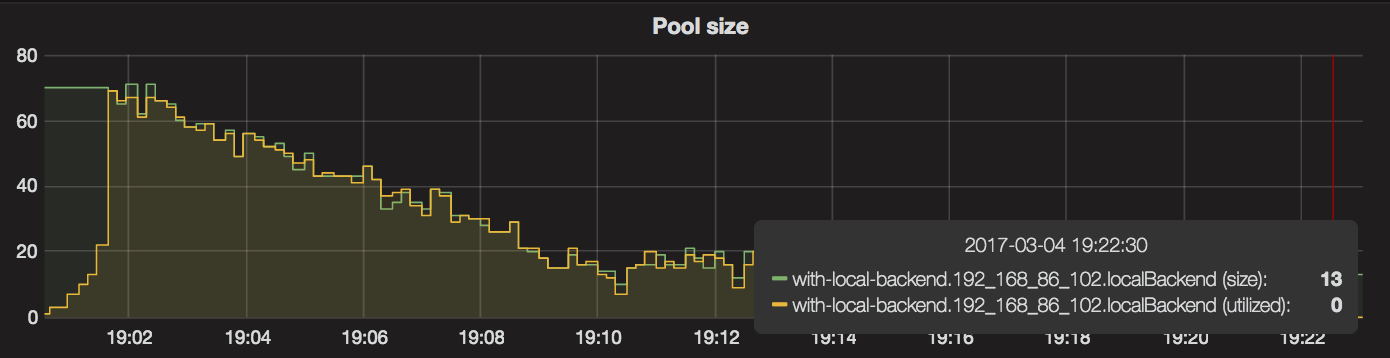 Pool size
80
60
40
20
0
2017-03-04 19:22:30
with-local-backend.192_168_86_102.localBackend (size): 13
with-local-backend.192_168_86_102.localBackend (utilized): 0
19:02 19:04 19:06 19:08 19:10 19:12 19:14 19:16 19:18 19:20 19:22